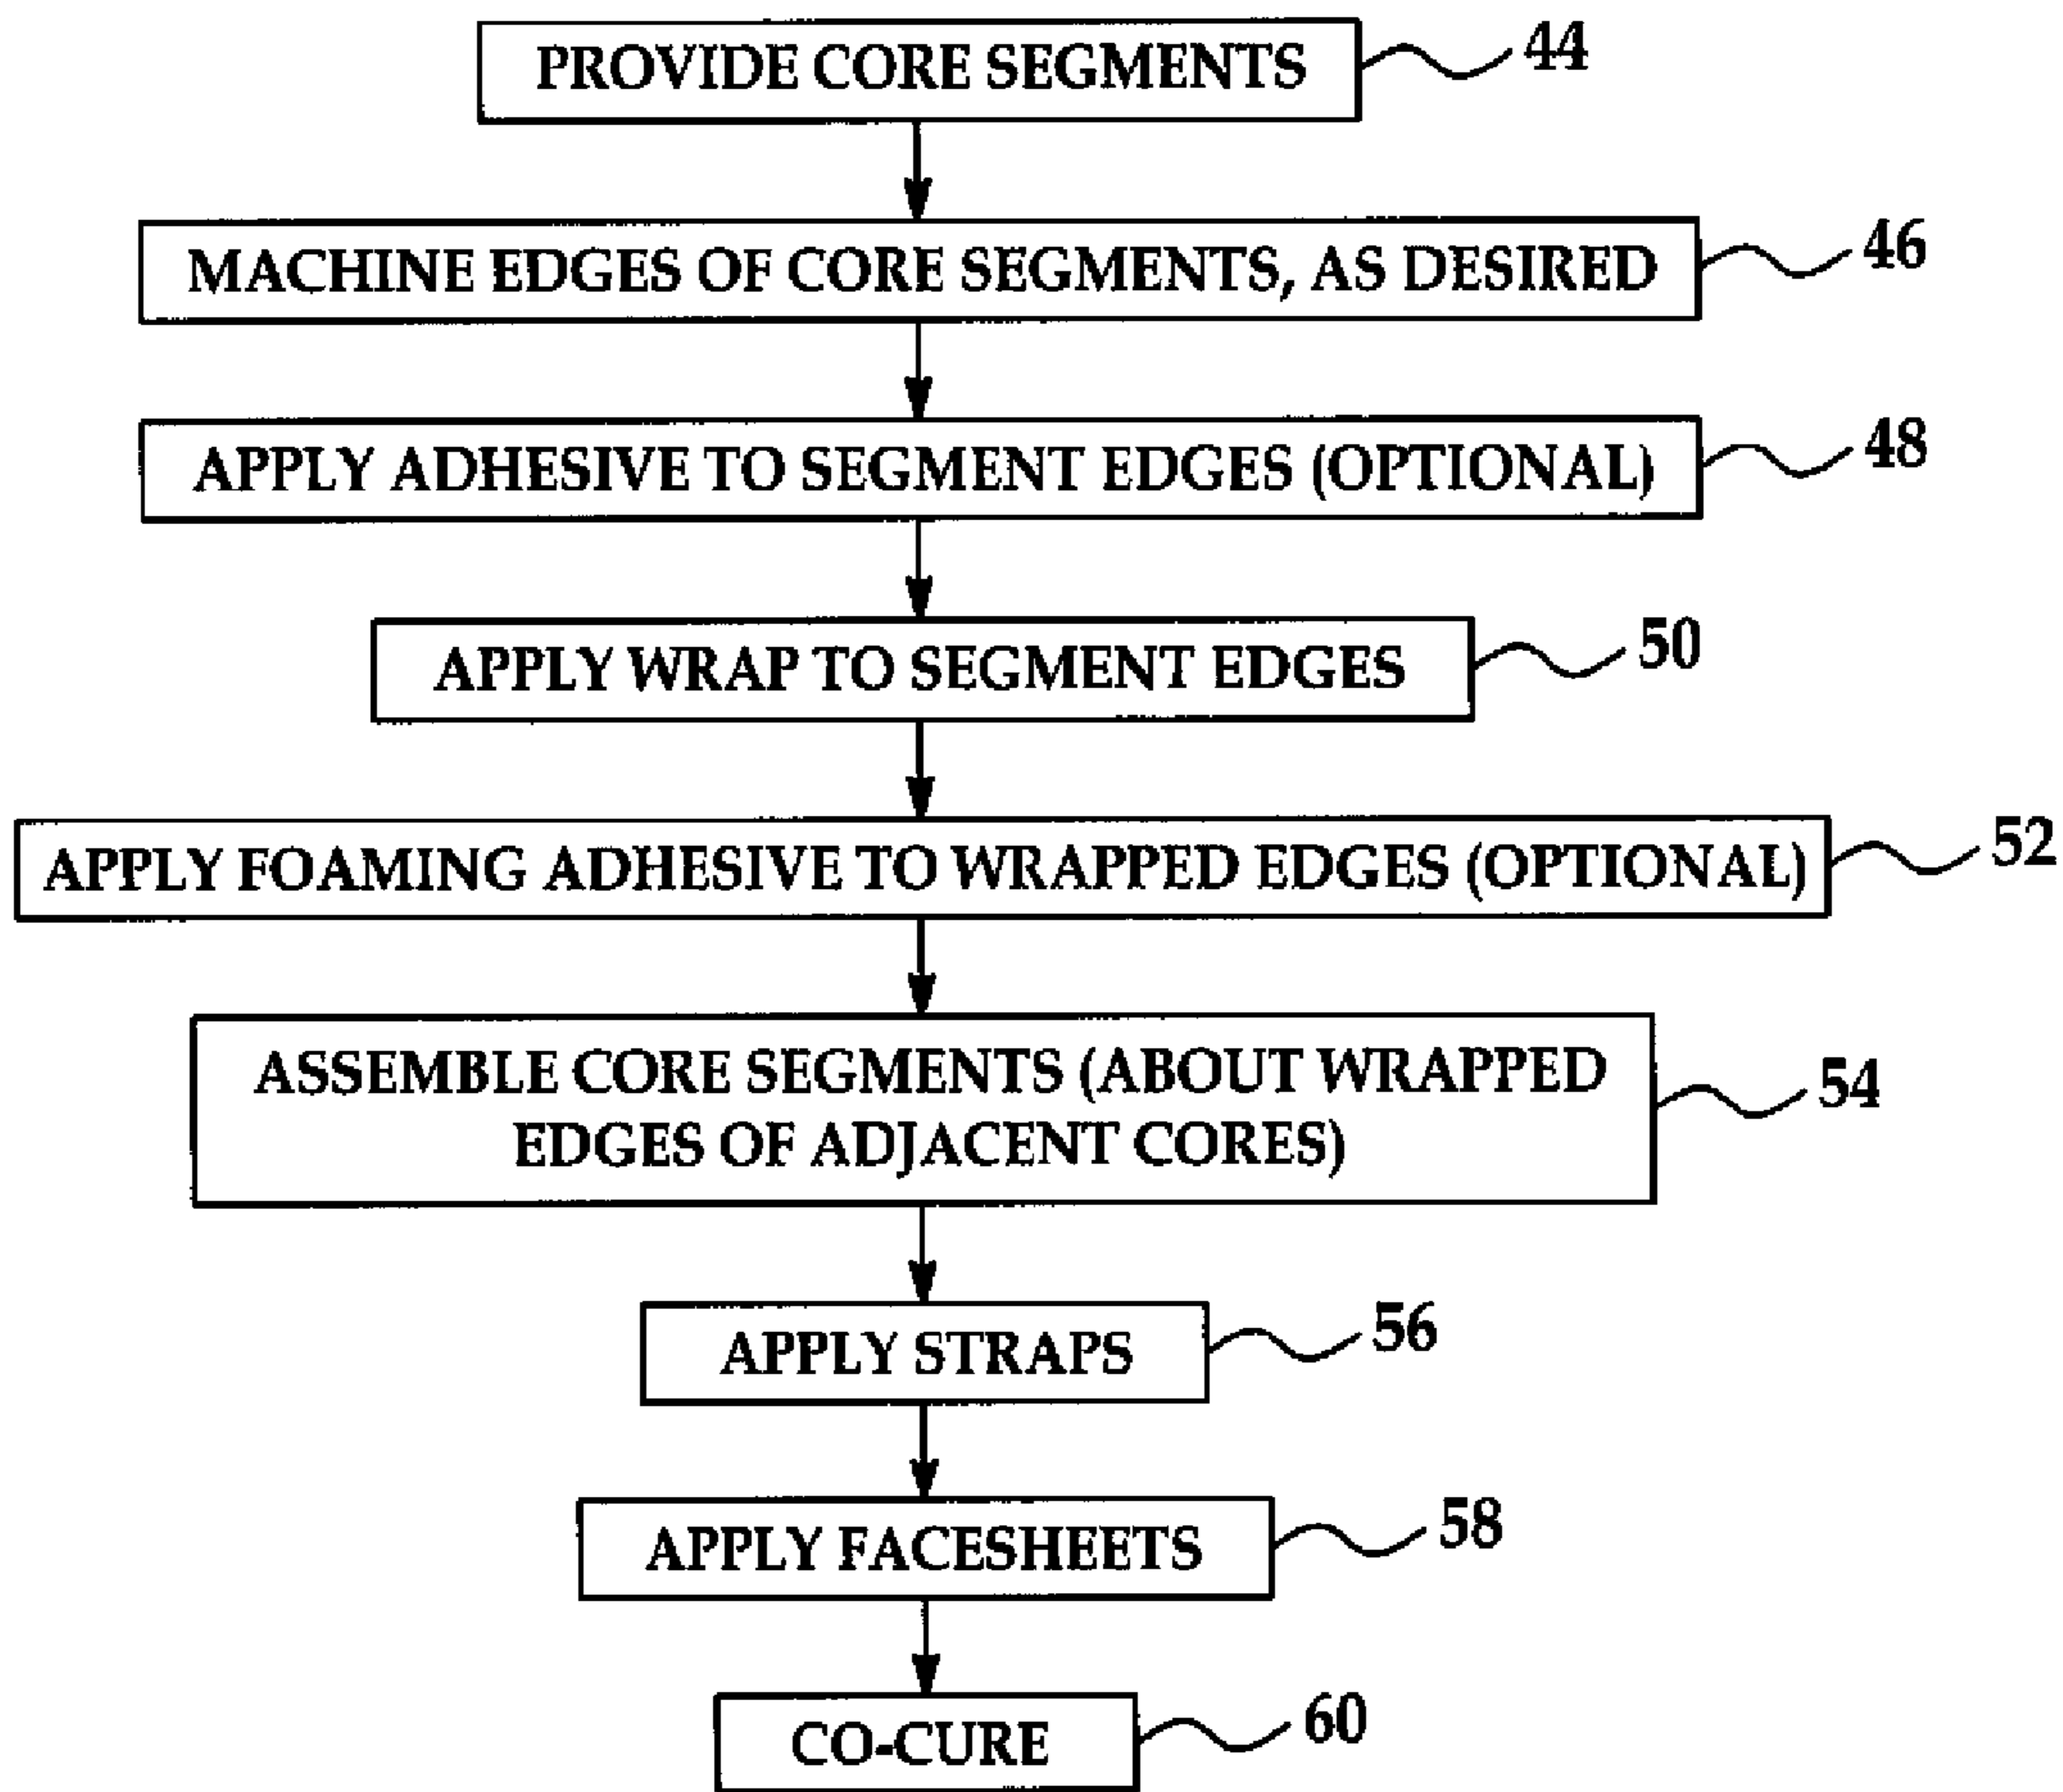 PROVIDE CORE SEGMENTS 44
MACHINE EDGES OF CORE SEGMENTS, AS DESIRED 46
APPLY ADHESIVE TO SEGMENT EDGES (OPTIONAL) 48
APPLY WRAP TO SEGMENT EDGES 50
APPLY FOAMING ADHESIVE TO WRAPPED EDGES (OPTIONAL) 52
ASSEMBLE CORE SEGMENTS (ABOUT WRAPPED
EDGES OF ADJACENT CORES) 54
APPLY STRAPS 56
APPLY FACESHEETS 58
CO-CURE 60